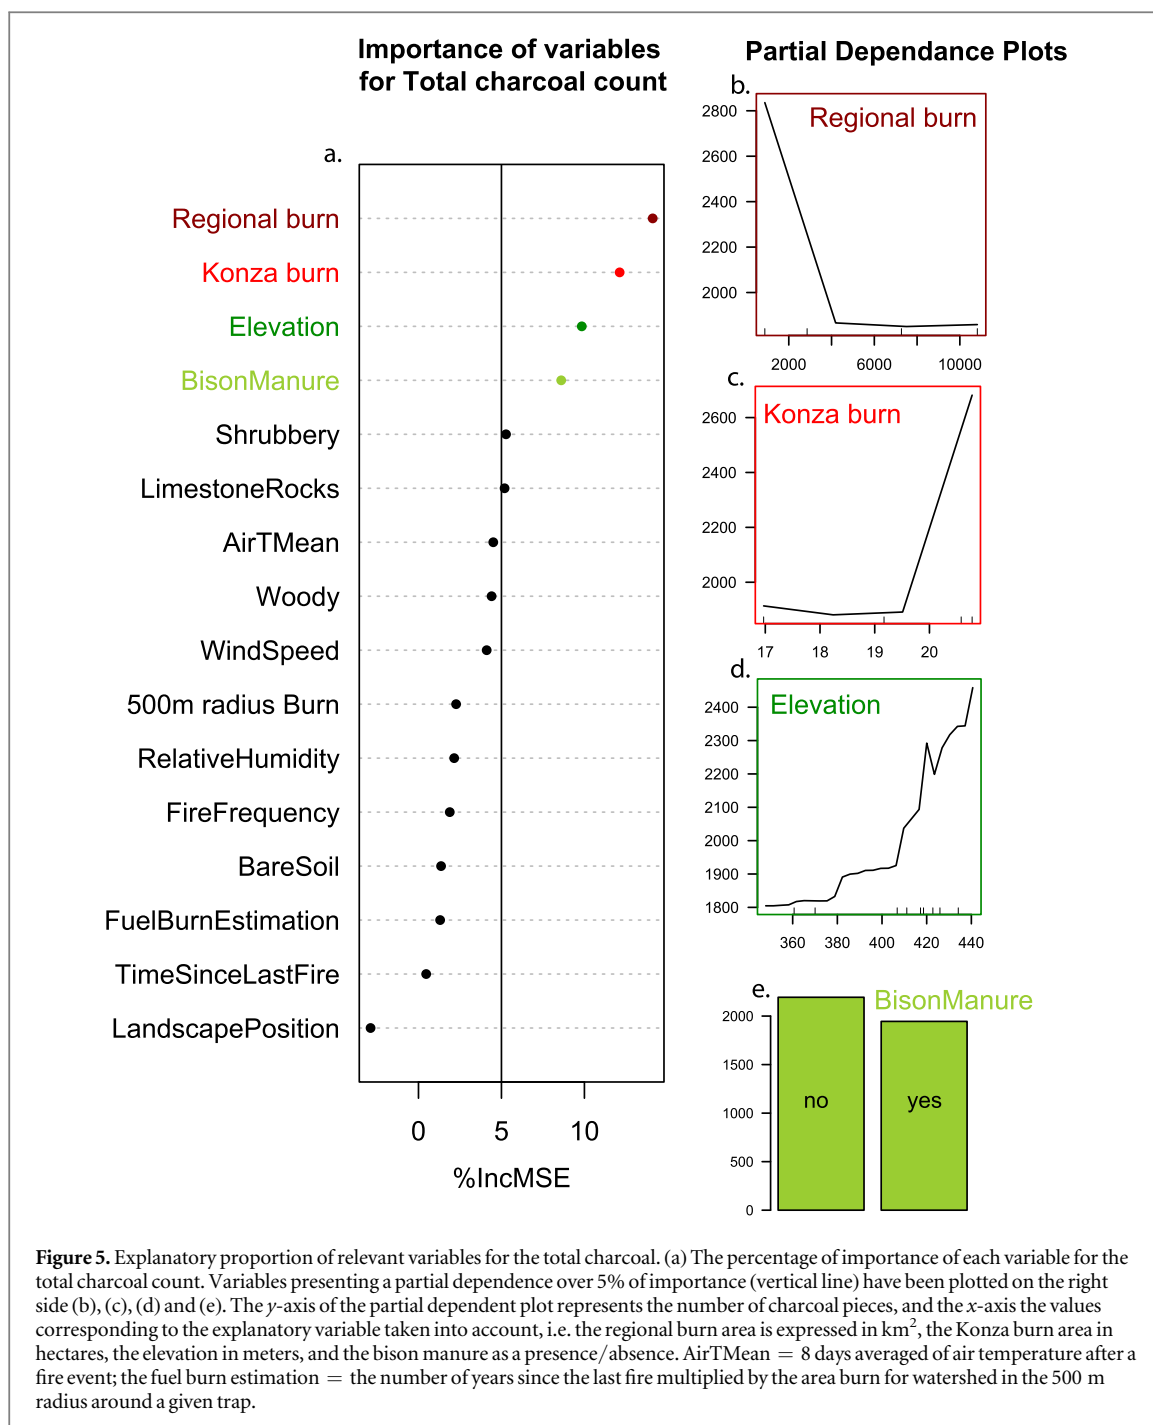 Importance of variables
for Total charcoal count
a.
Regional burn
Konza burn
Elevation
BisonManure
Shrubbery
LimestoneRocks
AirTMean
Woody
WindSpeed
500m radius Burn
RelativeHumidity
FireFrequency
BareSoil
FuelBurnEstimation
TimeSinceLastFire
LandscapePosition
0 5 10
%IncMSE
Partial Dependance Plots
b.
Regional burn
2800
2600
2400
2200
2000
2000 6000 10000
c.
Konza burn
2600
2400
2200
2000
17 18 19 20
d.
Elevation
2400
2300
2200
2100
2000
1900
1800
360 380 400 420 440
e.
BisonManure
2000
1500
1000
500
0
no yes
Figure 5. Explanatory proportion of relevant variables for the total charcoal. (a) The percentage of importance of each variable for the
total charcoal count. Variables presenting a partial dependence over 5% of importance (vertical line) have been plotted on the right
side (b), (c), (d) and (e). The y-axis of the partial dependent plot represents the number of charcoal pieces, and the x-axis the values
corresponding to the explanatory variable taken into account, i.e. the regional burn area is expressed in km², the Konza burn area in
hectares, the elevation in meters, and the bison manure as a presence/absence. AirTMean = 8 days averaged of air temperature after a
fire event; the fuel burn estimation = the number of years since the last fire multiplied by the area burn for watershed in the 500 m
radius around a given trap.